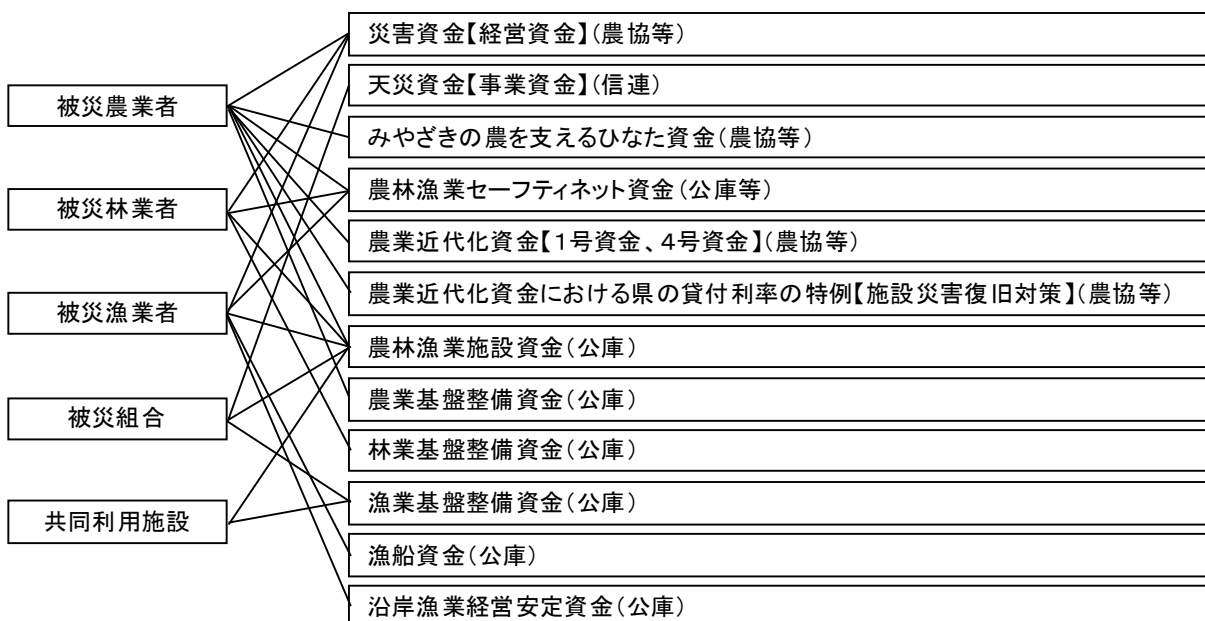 被災農業者
被災林業者
被災漁業者
被災組合
共同利用施設
災害資金【経営資金】(農協等)
天災資金【事業資金】(信連)
みやざきの農を支えるひなた資金(農協等)
農林漁業セーフティネット資金(公庫等)
農業近代化資金【1号資金、4号資金】(農協等)
農業近代化資金における県の貸付利率の特例【施設災害復旧対策】(農協等)
農林漁業施設資金(公庫)
農業基盤整備資金(公庫)
林業基盤整備資金(公庫)
漁業基盤整備資金(公庫)
漁船資金(公庫)
沿岸漁業経営安定資金(公庫)